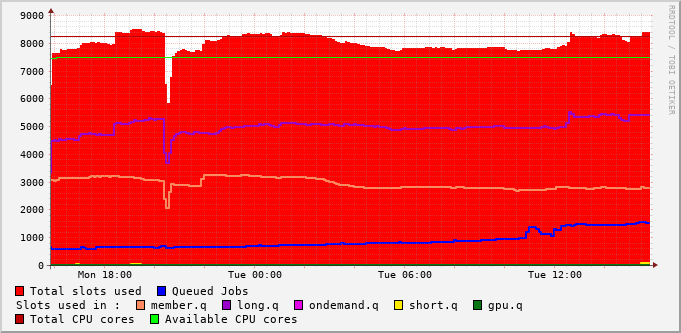 9000
8000
7000
6000
5000
4000
3000
2000
1000
0
Mon 18:00 Tue 00:00 Tue 06:00 Tue 12:00
RRDTOOL / TOBI OETIKER
Total slots used Queued Jobs
Slots used in : member.q long.q ondemand.q short.q gpu.q
Total CPU cores Available CPU cores